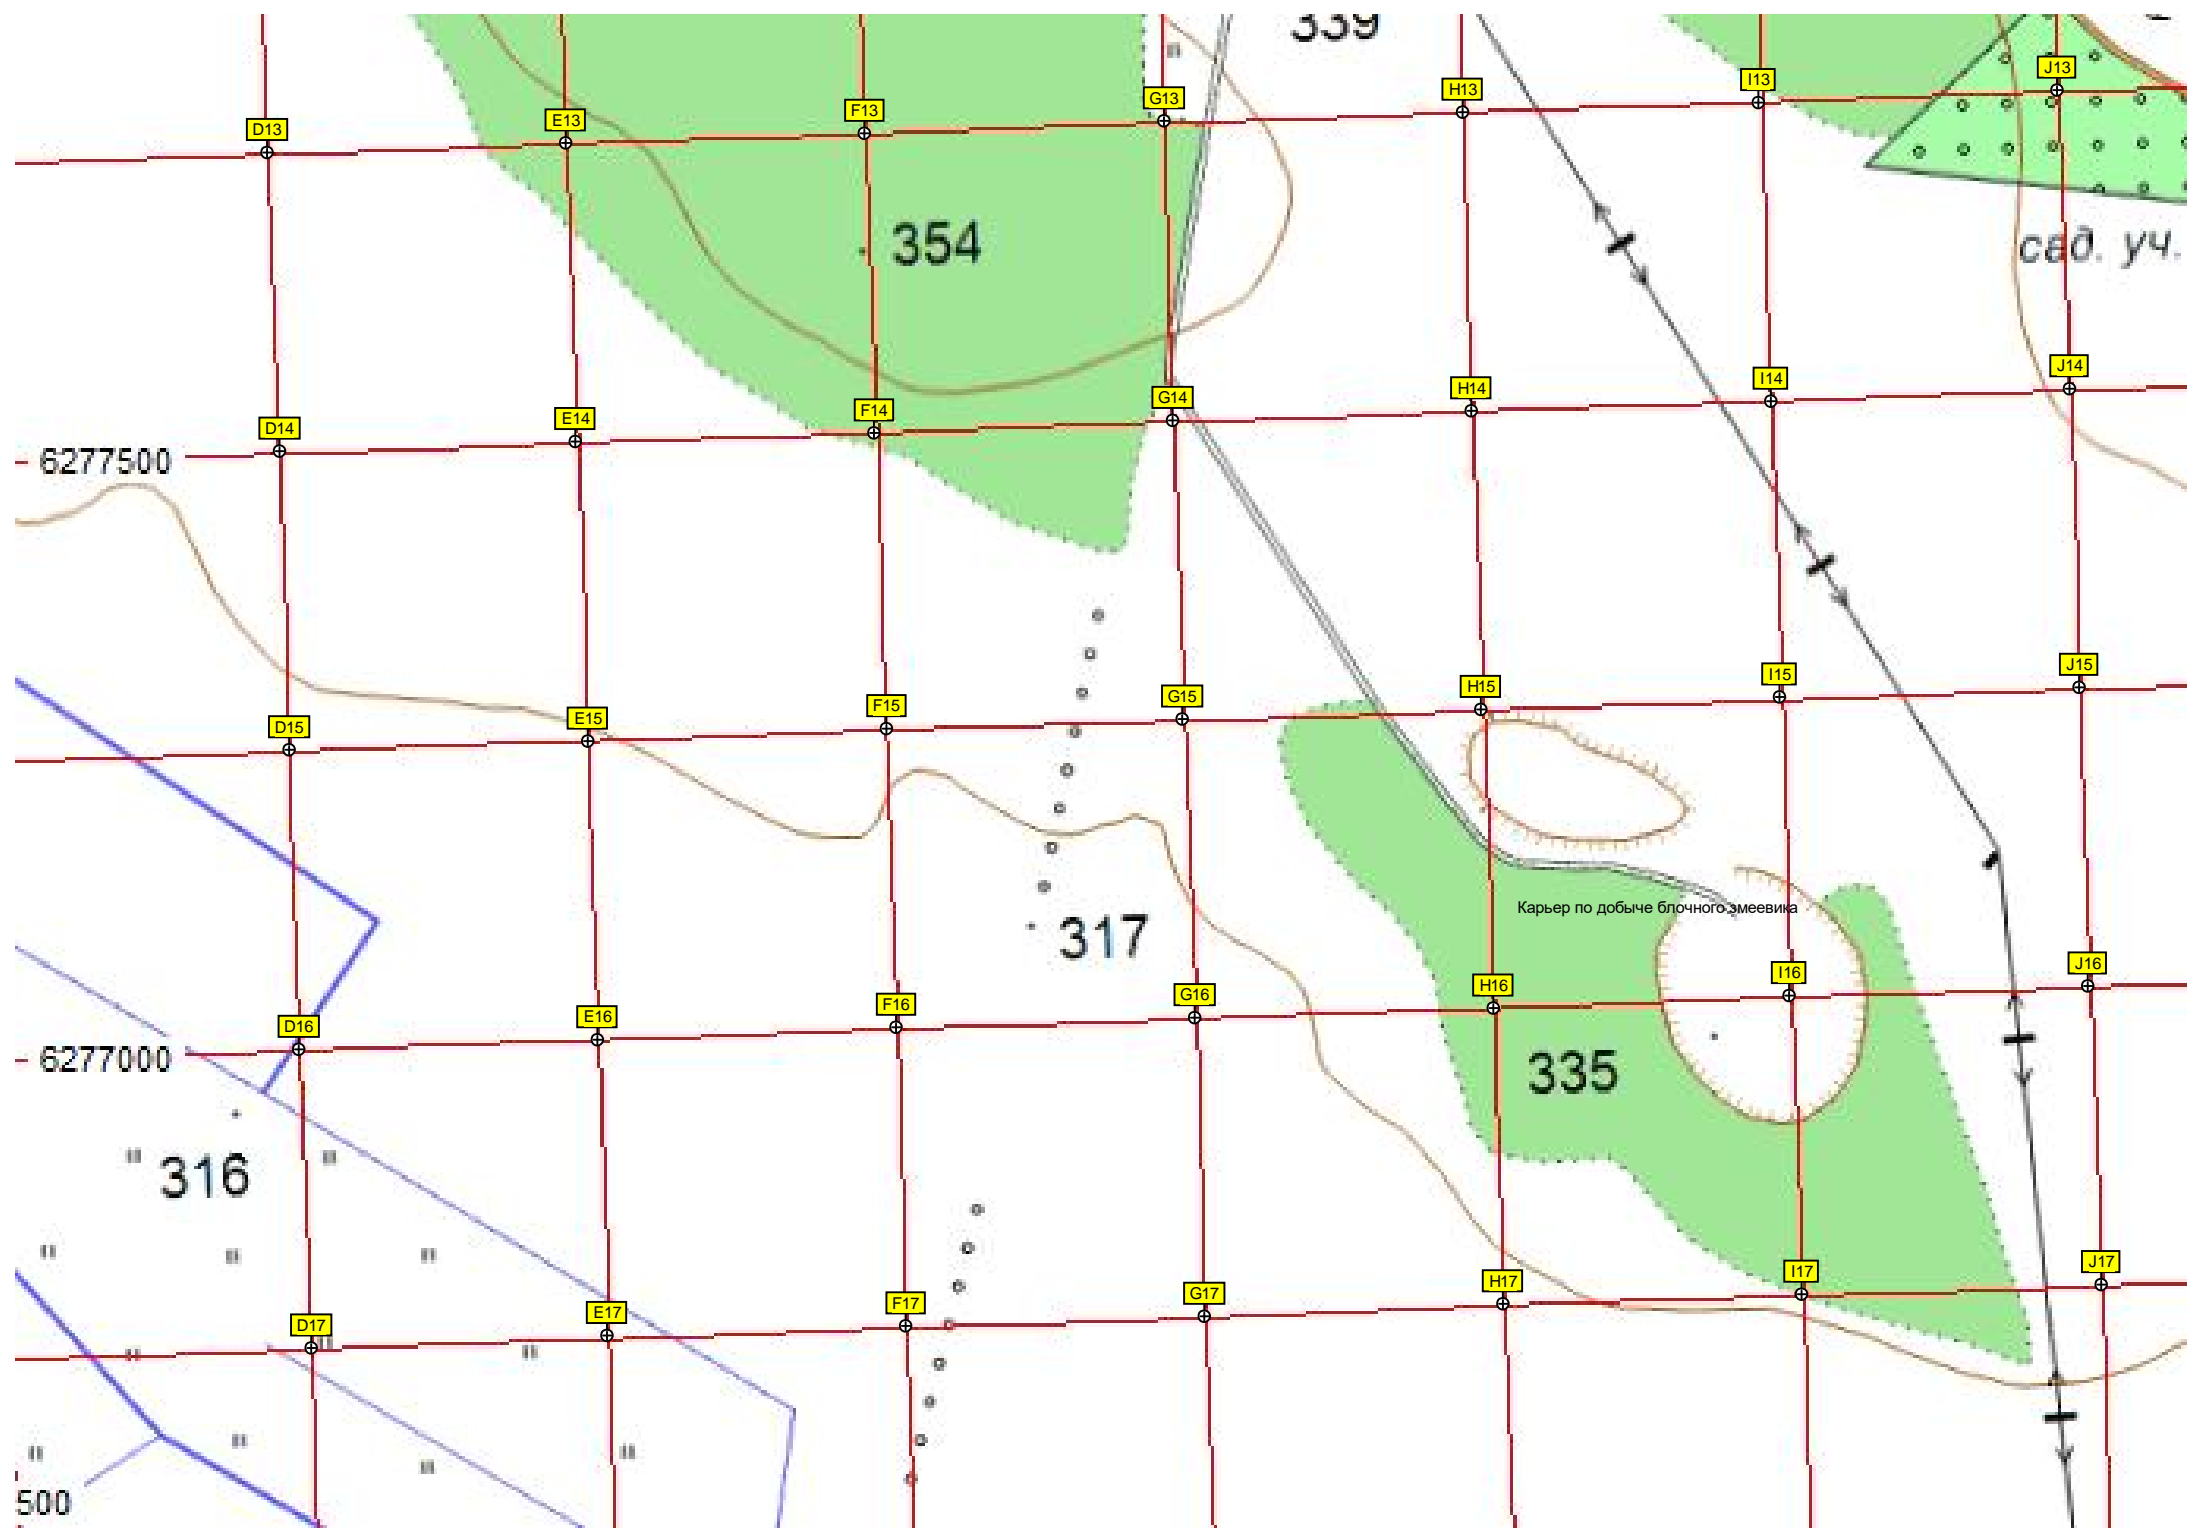 339
D13
E13
F13
G13
H13
I13
J13
354
сад. уч.
D14
E14
F14
G14
H14
I14
J14
6277500
D15
E15
F15
G15
H15
I15
J15
317
Карьер по добыче блочного змеевика
D16
E16
F16
G16
H16
I16
J16
6277000
335
316
D17
E17
F17
G17
H17
I17
J17
500